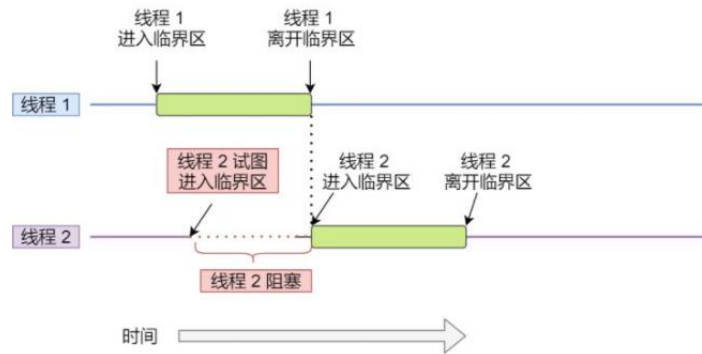 线程 1
进入临界区
线程 1
离开临界区
线程 1
线程 2 试图
进入临界区
线程 2
进入临界区
线程 2
离开临界区
线程 2
线程 2 阻塞
时间